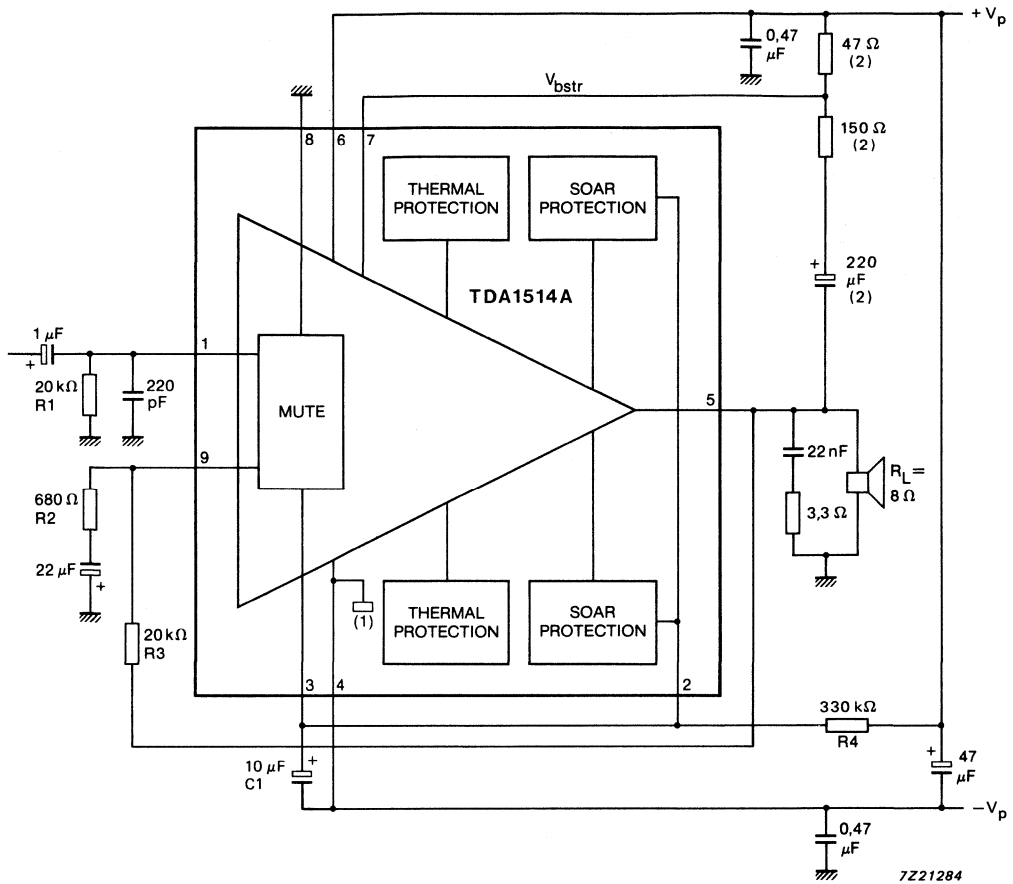 + Vp
0,47
μF
47 Ω
(2)
Vbstr
150 Ω
(2)
8
6
7
THERMAL
PROTECTION
SOAR
PROTECTION
+
220
μF
(2)
TDA1514A
1 μF
+
1
20 kΩ
R1
220
pF
MUTE
5
9
22 nF
RL =
8 Ω
680 Ω
R2
3,3 Ω
22 μF
+
(1)
THERMAL
PROTECTION
SOAR
PROTECTION
20 kΩ
R3
3
4
2
330 kΩ
R4
10 μF
C1
+
+
47
μF
−Vp
0,47
μF
7Z21284